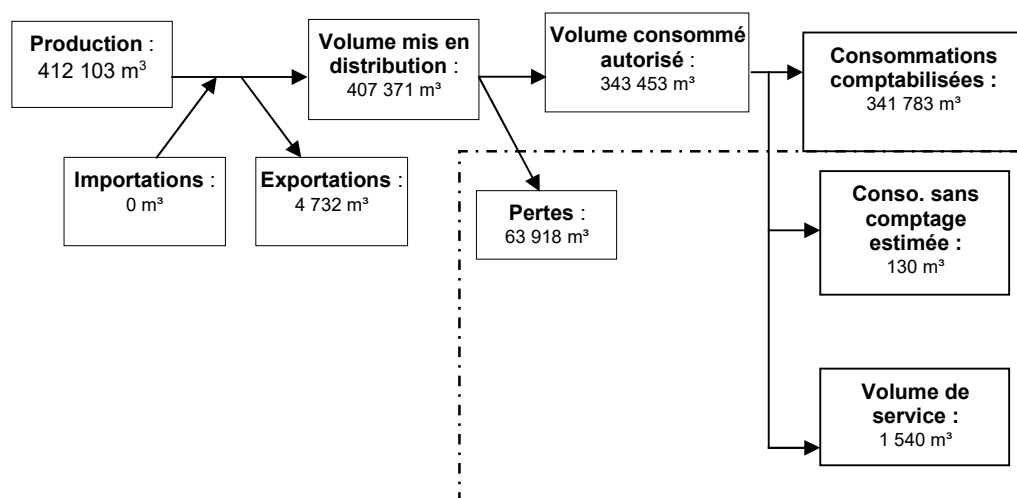 Production :
412 103 m³
Volume mis en
distribution :
407 371 m³
Volume consommé
autorisé :
343 453 m³
Consommations
comptabilisées :
341 783 m³
Importations :
0 m³
Exportations :
4 732 m³
Pertes :
63 918 m³
Conso. sans
comptage
estimée :
130 m³
Volume de
service :
1 540 m³